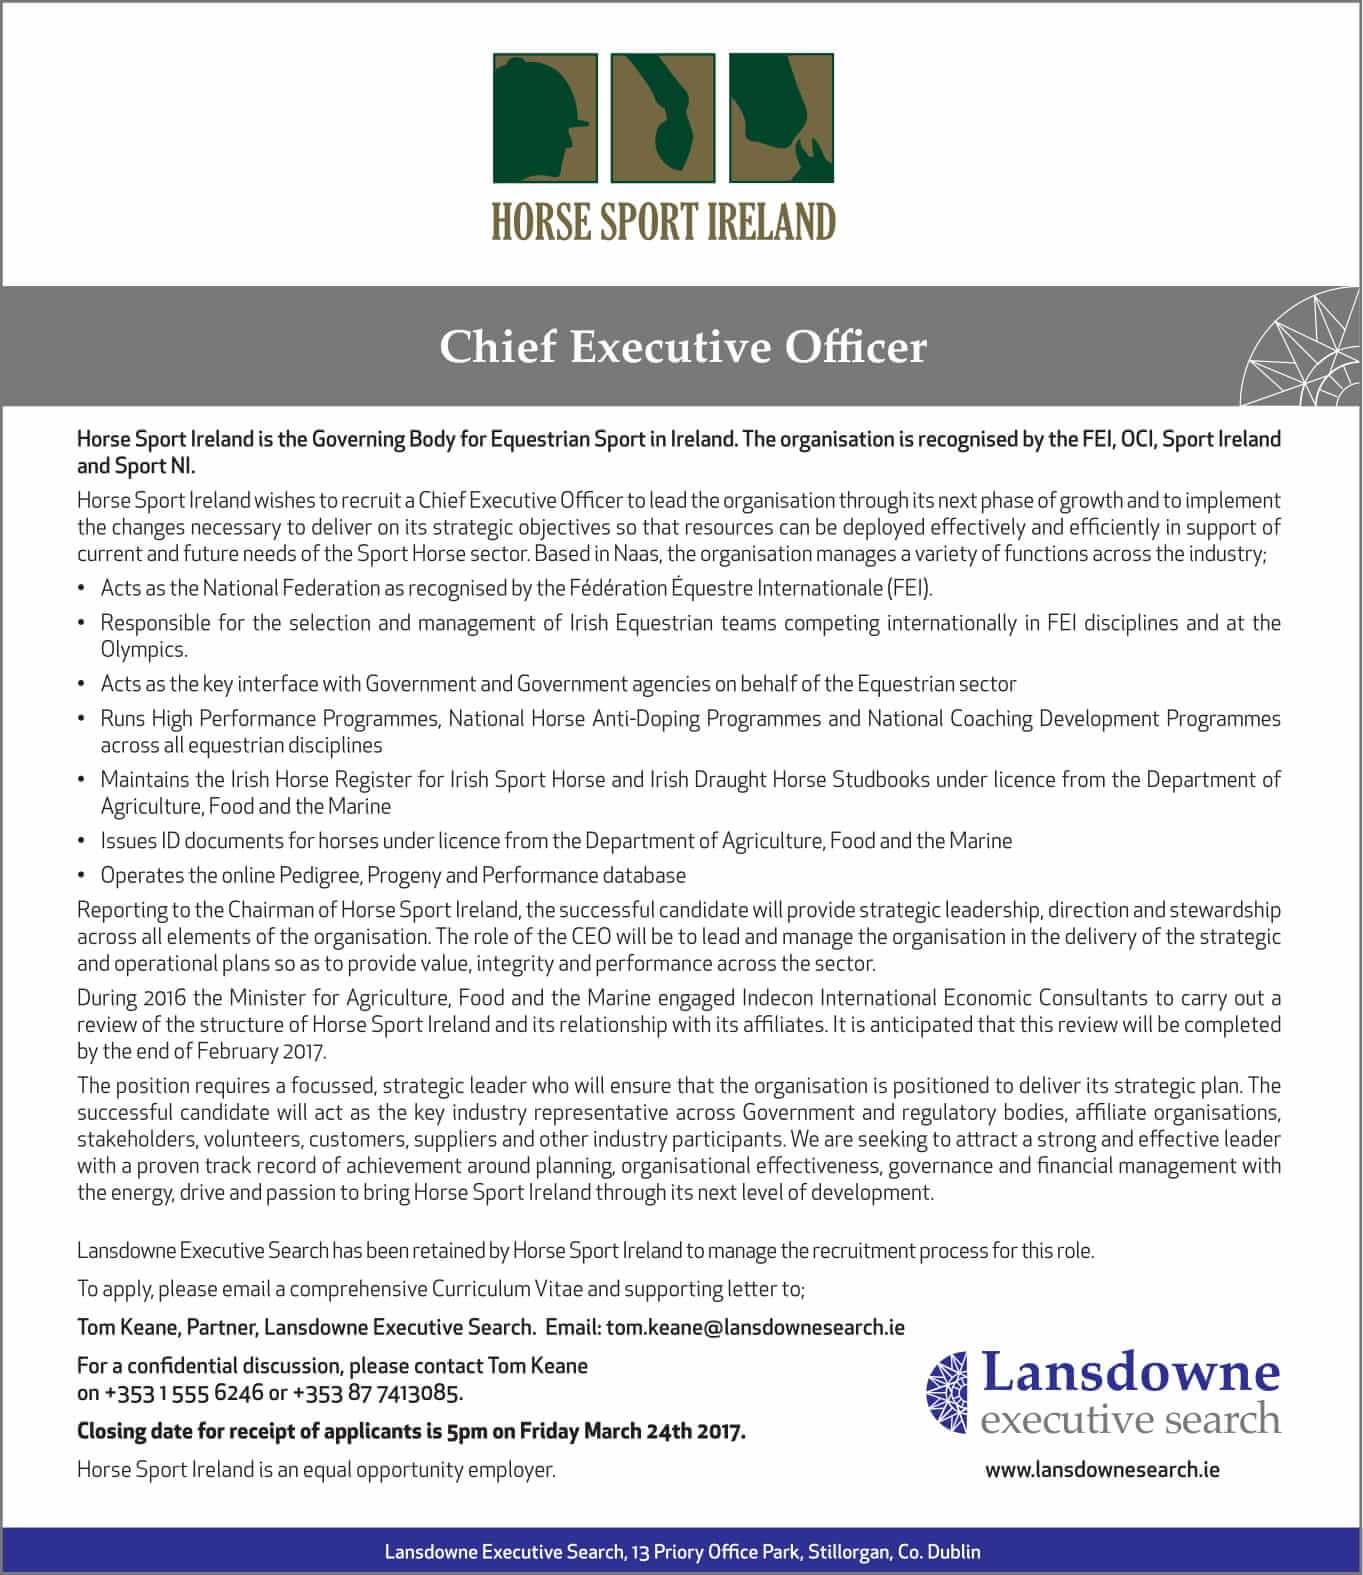 HORSE SPORT IRELAND
Chief Executive Officer
Horse Sport Ireland is the Governing Body for Equestrian Sport in Ireland. The organisation is recognised by the FEI, OCI, Sport Ireland
and Sport NI.
Horse Sport Ireland wishes to recruit a Chief Executive Officer to lead the organisation through its next phase of growth and to implement
the changes necessary to deliver on its strategic objectives so that resources can be deployed effectively and efficiently in support of
current and future needs of the Sport Horse sector. Based in Naas, the organisation manages a variety of functions across the industry;
• Acts as the National Federation as recognised by the Fédération Équestre Internationale (FEI).
• Responsible for the selection and management of Irish Equestrian teams competing internationally in FEI disciplines and at the
Olympics.
• Acts as the key interface with Government and Government agencies on behalf of the Equestrian sector
• Runs High Performance Programmes, National Horse Anti-Doping Programmes and National Coaching Development Programmes
across all equestrian disciplines
• Maintains the Irish Horse Register for Irish Sport Horse and Irish Draught Horse Studbooks under licence from the Department of
Agriculture, Food and the Marine
• Issues ID documents for horses under licence from the Department of Agriculture, Food and the Marine
• Operates the online Pedigree, Progeny and Performance database
Reporting to the Chairman of Horse Sport Ireland, the successful candidate will provide strategic leadership, direction and stewardship
across all elements of the organisation. The role of the CEO will be to lead and manage the organisation in the delivery of the strategic
and operational plans so as to provide value, integrity and performance across the sector.
During 2016 the Minister for Agriculture, Food and the Marine engaged Indecon International Economic Consultants to carry out a
review of the structure of Horse Sport Ireland and its relationship with its affiliates. It is anticipated that this review will be completed
by the end of February 2017.
The position requires a focussed, strategic leader who will ensure that the organisation is positioned to deliver its strategic plan. The
successful candidate will act as the key industry representative across Government and regulatory bodies, affiliate organisations,
stakeholders, volunteers, customers, suppliers and other industry participants. We are seeking to attract a strong and effective leader
with a proven track record of achievement around planning, organisational effectiveness, governance and financial management with
the energy, drive and passion to bring Horse Sport Ireland through its next level of development.
Lansdowne Executive Search has been retained by Horse Sport Ireland to manage the recruitment process for this role.
To apply, please email a comprehensive Curriculum Vitae and supporting letter to;
Tom Keane, Partner, Lansdowne Executive Search. Email: tom.keane@lansdownesearch.ie
For a confidential discussion, please contact Tom Keane
on +353 1 555 6246 or +353 87 7413085.
Closing date for receipt of applicants is 5pm on Friday March 24th 2017.
Horse Sport Ireland is an equal opportunity employer.
Lansdowne
executive search
www.lansdownesearch.ie
Lansdowne Executive Search, 13 Priory Office Park, Stillorgan, Co. Dublin